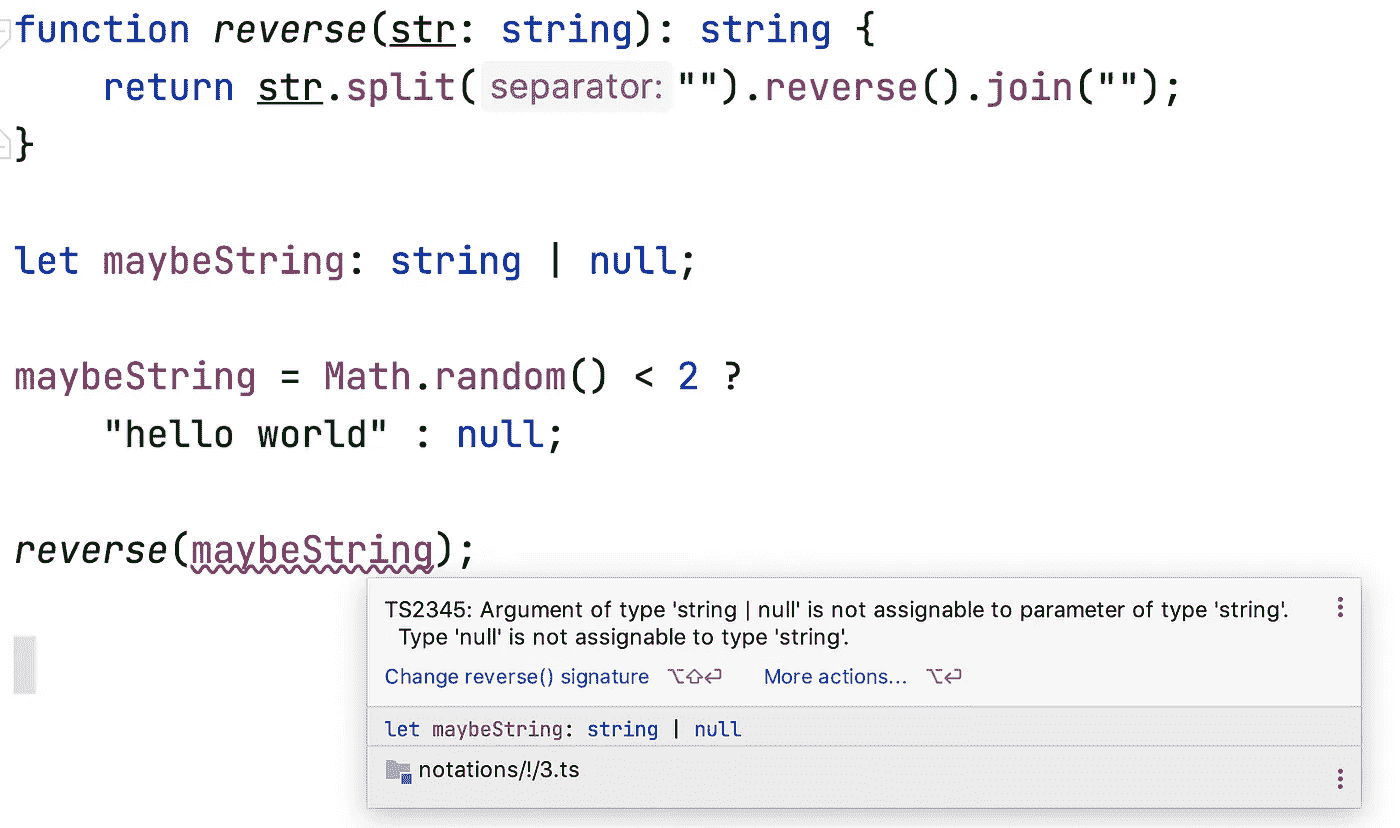 function reverse(str: string): string {
    return str.split( separator: "").reverse().join("");
}
let maybeString: string | null;
maybeString = Math.random() < 2 ?
    "hello world" : null;
reverse(maybeString);
TS2345: Argument of type 'string | null' is not assignable to parameter of type 'string'.
  Type 'null' is not assignable to type 'string'.
Change reverse() signature ⌥⇧⏎ More actions... ⌥⏎
let maybeString: string | null
notations/!/3.ts